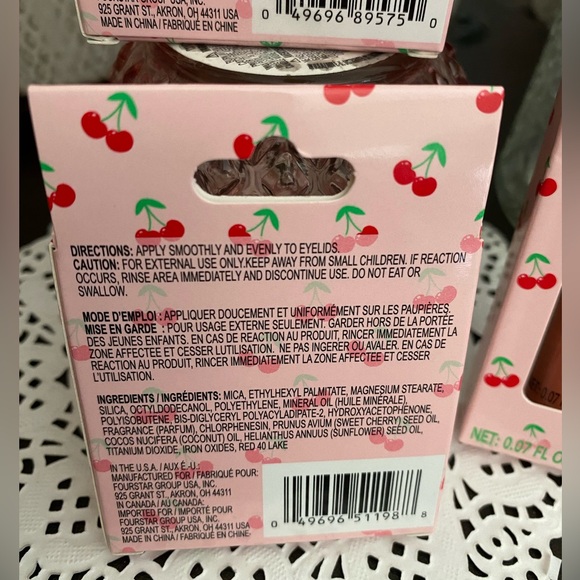 FOURSTAR GROUP USA, INC.
925 GRANT ST., AKRON, OH 44311 USA
MADE IN CHINA / FABRIQUÉ EN CHINE
0 49696 89575 0
DIRECTIONS: APPLY SMOOTHLY AND EVENLY TO EYELIDS.
CAUTION: FOR EXTERNAL USE ONLYKEEP AWAY FROM SMALL CHILDREN. IF REACTION
OCCURS, RINSE AREA IMMEDIATELY AND DISCONTINUE USE. DO NOT EAT OR
SWALLOW.
MODE D'EMPLOI : APPLIQUER DOUCEMENT ET UNIFORMÉMENT SUR LES PAUPIÈRES.
MISE EN GARDE : POUR USAGE EXTERNE SEULEMENT. GARDER HORS DE LA PORTÉE
DES JEUNES ENFANTS. EN CAS DE REACTION AU PRODUIT, RINCER IMMÉDIATEMENT LA
ZONE AFFECTEE ET CESSER LUTILISATION. NE PAS INGERER OU AVALER. EN CAS DE
REACTION AU PRODUIT, RINCER IMMEDIATEMENT LA ZONE AFFECTEE ET CESSER
L'UTILISATION.
INGREDIENTS / INGRÉDIENTS: MICA, ETHYLHEXYL PALMITATE, MAGNESIUM STEARATE,
SILICA, OCTYLDODECANOL, POLYETHYLENE, MINERAL OIL (HUILE MINÉRALE),
POLYISOBUTENE, BIS-DIGLYCERYL POLYACYLADIPATE-2, HYDROXYACETOPHENONE,
FRAGRANCE (PARFUM), CHLORPHENESIN, PRUNUS AVIUM (SWEET CHERRY) SEED OIL,
COCOS NUCIFERA (COCONUT) OIL, HELIANTHUS ANNUUS (SUNFLOWER) SEED OIL,
TITANIUM DIOXIDE, IRON OXIDES, RED 40 LAKE
IN THE U.S.A. / AUX É.-U.:
MANUFACTURED FOR / FABRIQUÉ POUR:
FOURSTAR GROUP USA, INC.
925 GRANT ST., AKRON, OH 44311
IN CANADA / AU CANADA:
IMPORTED FOR / IMPORTÉ POUR
FOURSTAR GROUP USA, INC.
925 GRANT ST., AKRON, OH 44311
MADE IN CHINA / FABRIQUÉ EN CHINE:
0 49696 51198 8
NET: 0.07 FL O